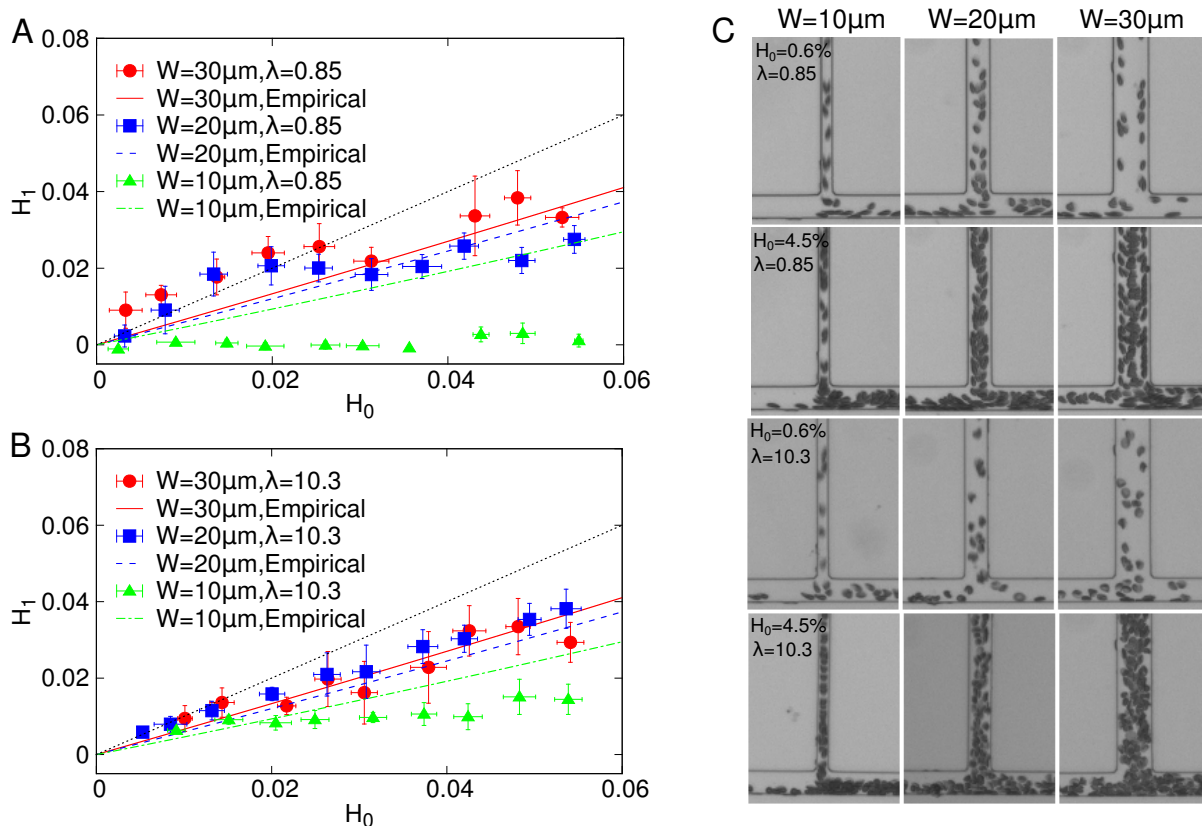 A
0.08
0.06
0.04
0.02
0
H₁
W=30μm,λ=0.85
W=30μm,Empirical
W=20μm,λ=0.85
W=20μm,Empirical
W=10μm,λ=0.85
W=10μm,Empirical
0 0.02 0.04 0.06
H₀
B
0.08
0.06
0.04
0.02
0
H₁
W=30μm,λ=10.3
W=30μm,Empirical
W=20μm,λ=10.3
W=20μm,Empirical
W=10μm,λ=10.3
W=10μm,Empirical
0 0.02 0.04 0.06
H₀
C
W=10μm W=20μm W=30μm
H₀=0.6%
λ=0.85
H₀=4.5%
λ=0.85
H₀=0.6%
λ=10.3
H₀=4.5%
λ=10.3